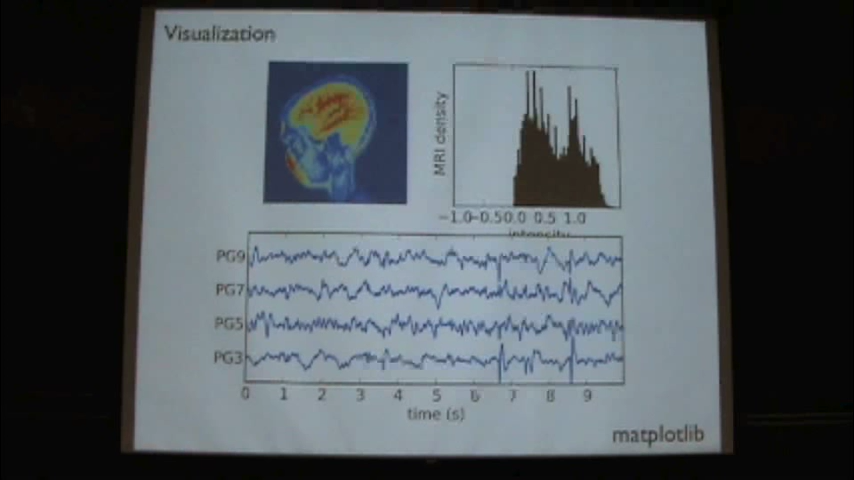 Visualization
MRI density
−1.0−0.50.0 0.5 1.0
intensity
PG9
PG7
PG5
PG3
0 1 2 3 4 5 6 7 8 9
time (s)
matplotlib